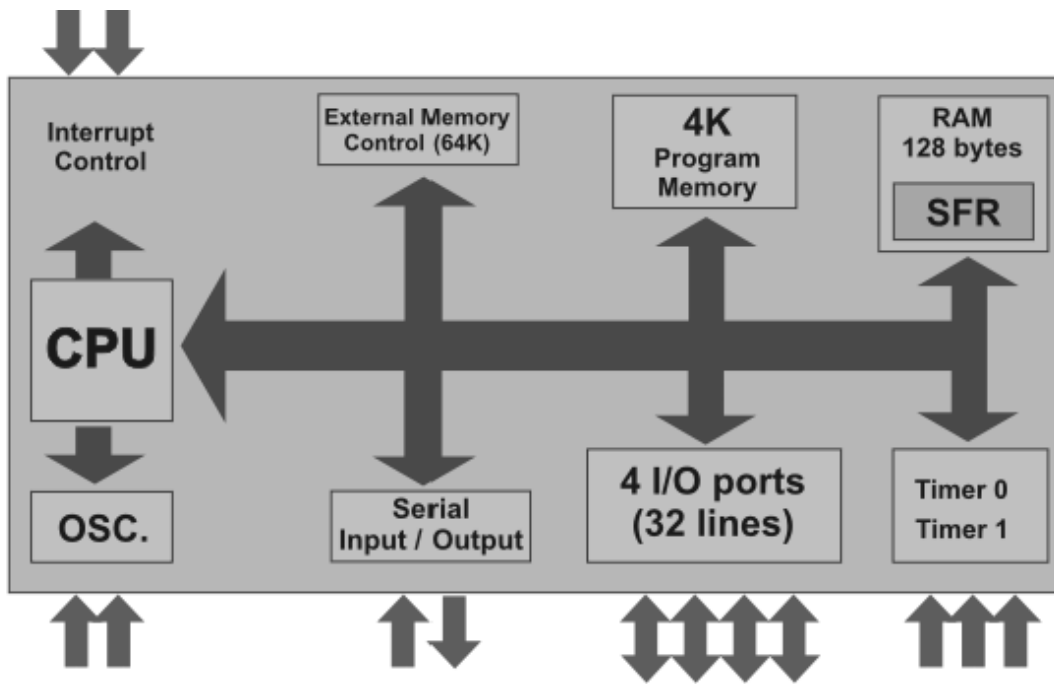 Interrupt
Control
External Memory
Control (64K)
4K
Program
Memory
RAM
128 bytes
SFR
CPU
OSC.
Serial
Input / Output
4 I/O ports
(32 lines)
Timer 0
Timer 1